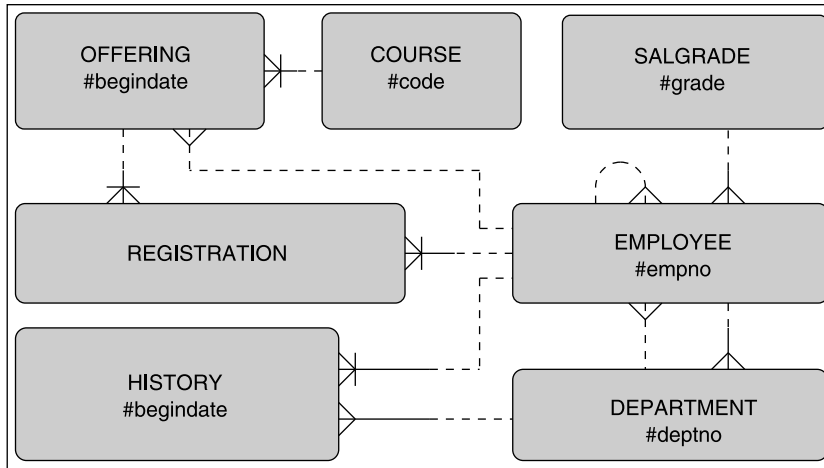 OFFERING
#begindate
COURSE
#code
SALGRADE
#grade
REGISTRATION
EMPLOYEE
#empno
HISTORY
#begindate
DEPARTMENT
#deptno